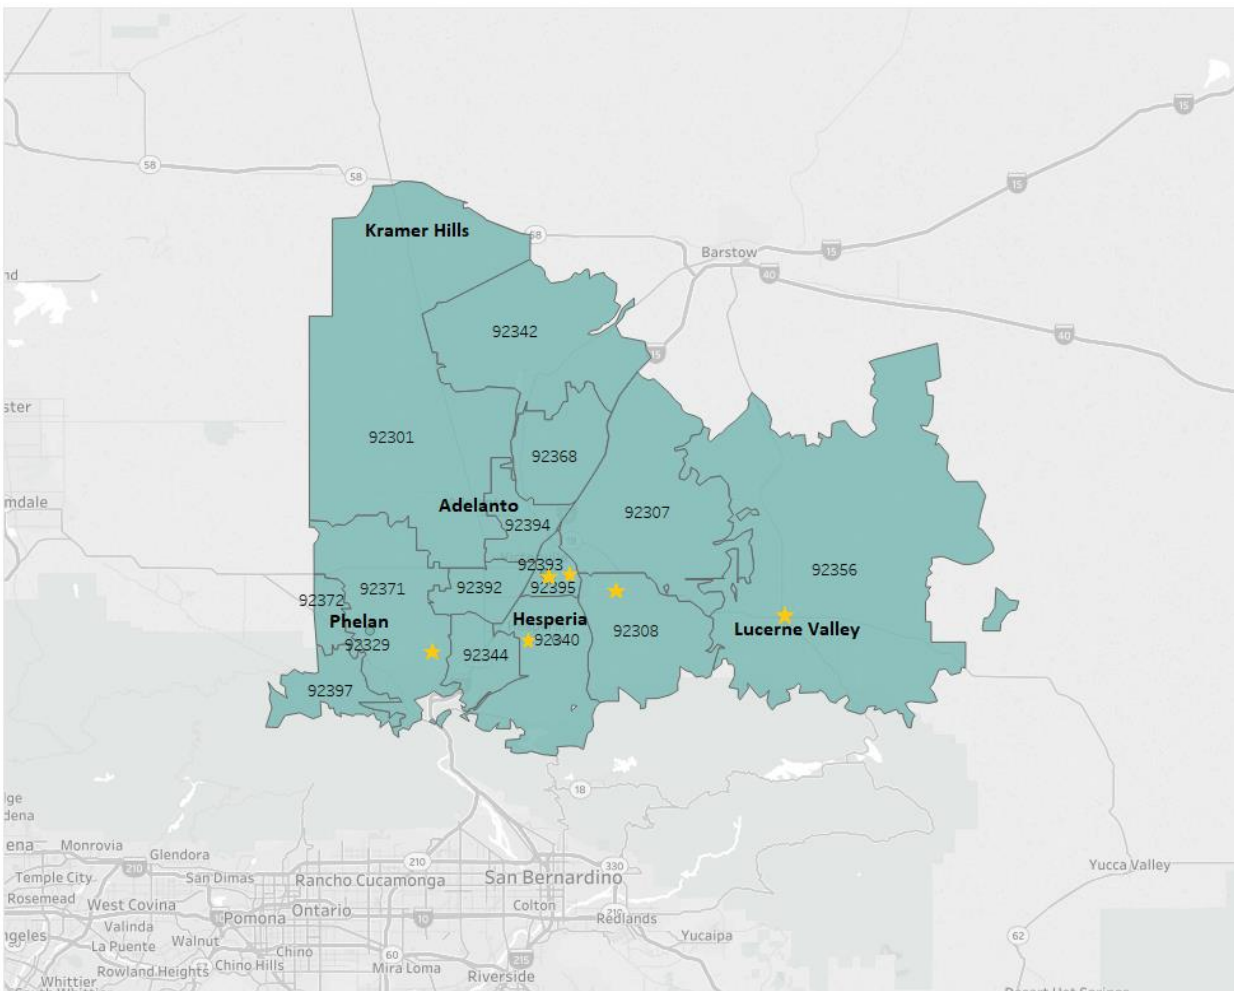 58
58
Kramer Hills
58
Barstow
15
15
15
40
nd
92342
15
40
ster
92301
92368
mdale
Adelanto
92394
92307
92393
92356
92371
92392
92395
92372
Phelan
Hesperia
92308
Lucerne Valley
92329
92340
92344
92397
18
dena
ena
Monrovia
Glendora
210
210
330
Yucca Valley
Temple City
San Dimas
Rancho Cucamonga
San Bernardino
Rosemead
West Covina
Pomona
Ontario
10
Colton
Redlands
Valinda
ngeles
La Puente
Walnut
Chino
60
Yucaipa
62
Rowland Heights
Chino Hills
Mira Loma
215
Whittier
Riverside